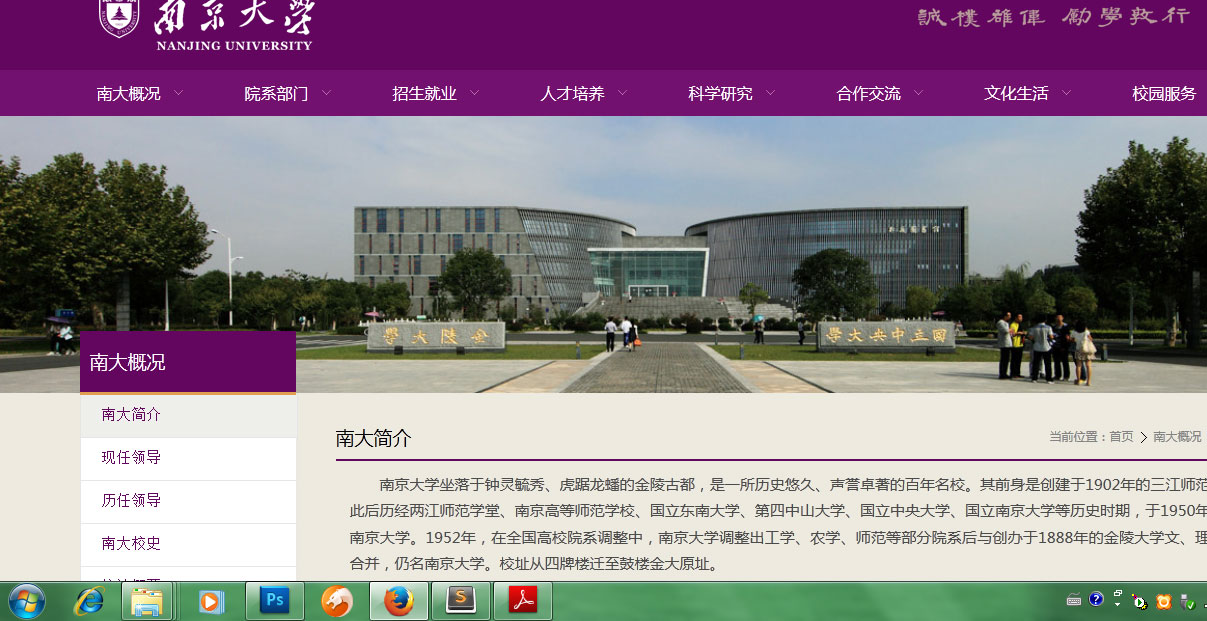 南京大學
NANJING UNIVERSITY
誠樸雄偉 勵學敦行
南大概况
院系部门
招生就业
人才培养
科学研究
合作交流
文化生活
校园服务
學大陵金
學大央中立國
南大概况
南大简介
现任领导
历任领导
南大校史
南大简介
当前位置：首页 > 南大概况
南京大学坐落于钟灵毓秀、虎踞龙蟠的金陵古都，是一所历史悠久、声誉卓著的百年名校。其前身是创建于1902年的三江师范
此后历经两江师范学堂、南京高等师范学校、国立东南大学、第四中山大学、国立中央大学、国立南京大学等历史时期，于1950年
南京大学。1952年，在全国高校院系调整中，南京大学调整出工学、农学、师范等部分院系后与创办于1888年的金陵大学文、理
合并，仍名南京大学。校址从四牌楼迁至鼓楼金大原址。
Ps
S
?